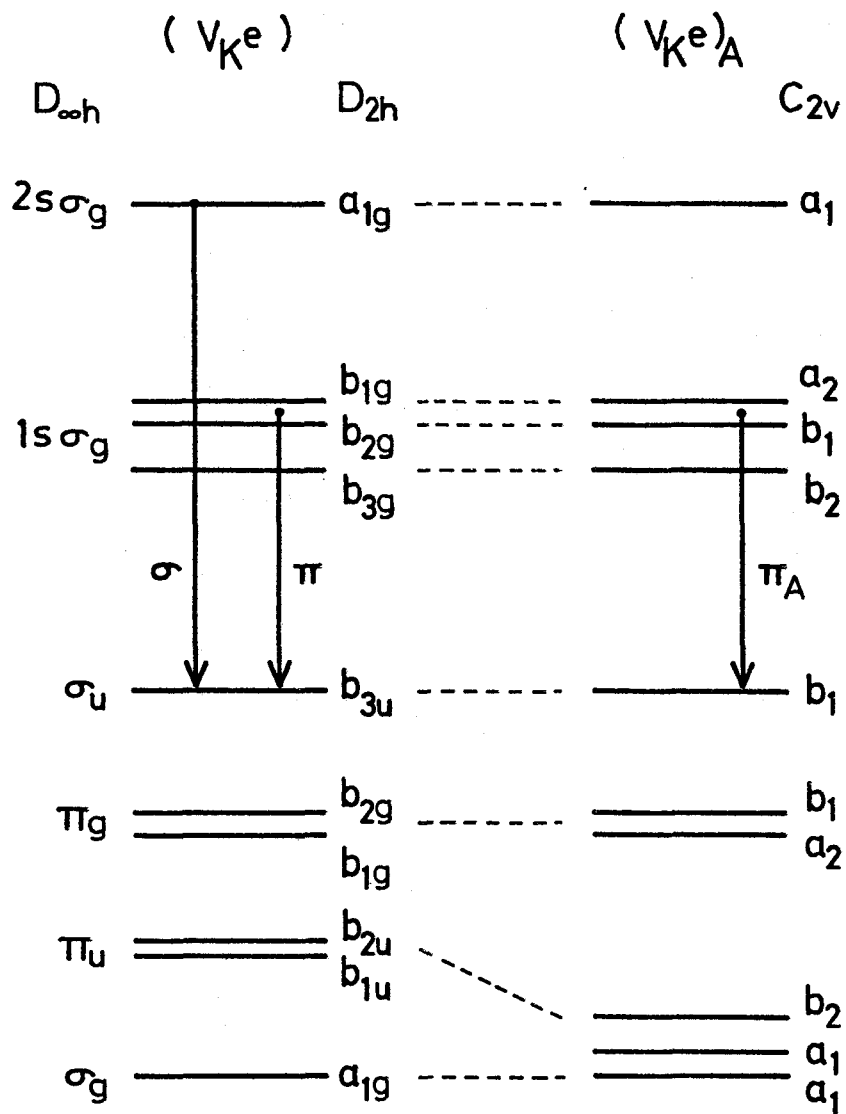 (V_K e) (V_K e)_A
D_∞h D_2h C_2v
2sσ_g a_1g a_1
b_1g a_2
1sσ_g b_2g b_1
b_3g b_2
σ π π_A
σ_u b_3u b_1
π_g b_2g b_1
b_1g a_2
π_u b_2u
b_1u b_2
a_1
σ_g a_1g a_1